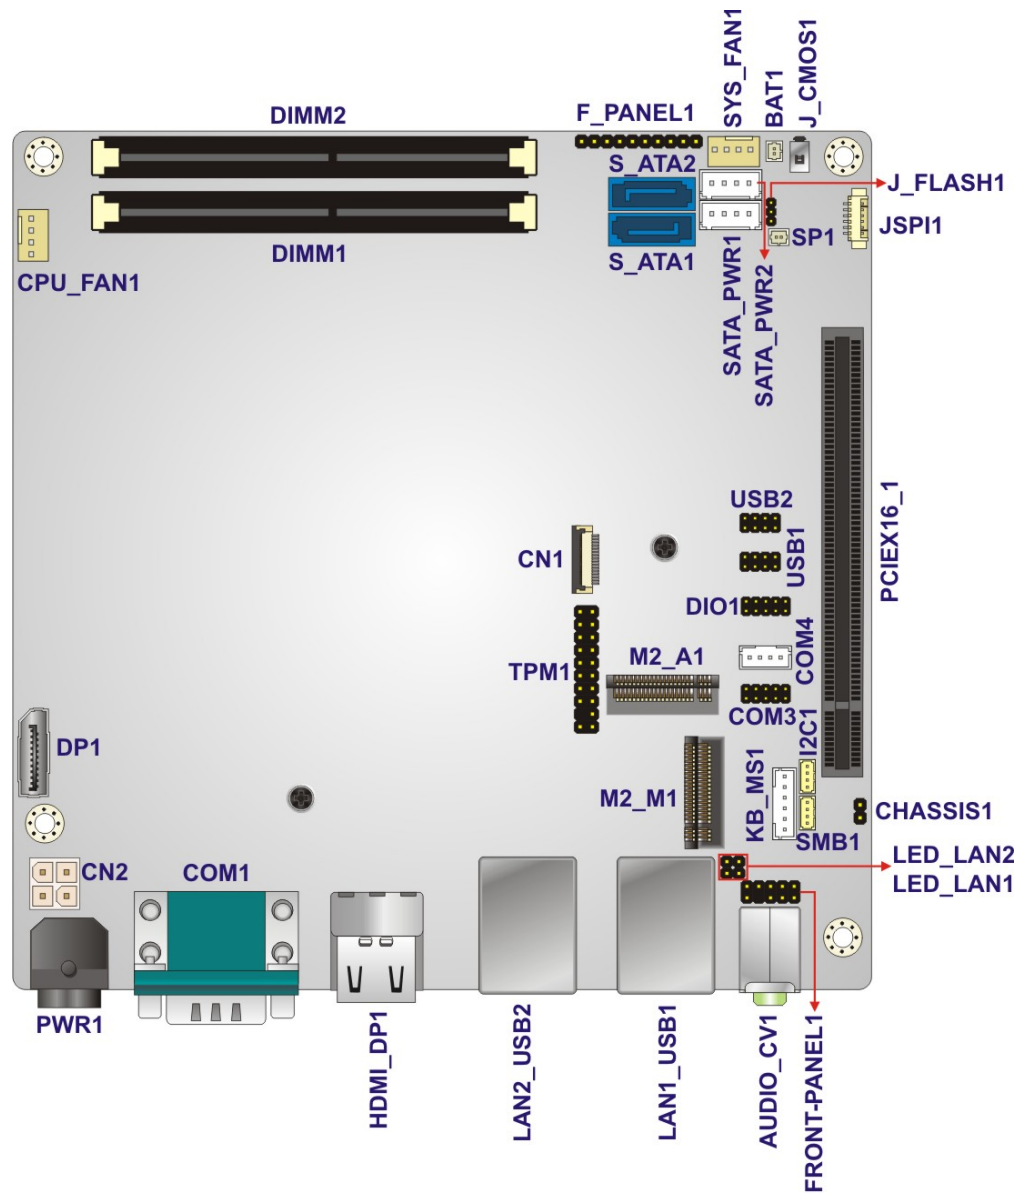 SYS_FAN1
BAT1
J_CMOS1
DIMM2
F_PANEL1
S_ATA2
J_FLASH1
JSPI1
SP1
DIMM1
S_ATA1
CPU_FAN1
SATA_PWR1
SATA_PWR2
PCIEX16_1
USB2
USB1
CN1
DIO1
COM4
M2_A1
TPM1
COM3
I2C1
DP1
KB_MS1
M2_M1
CHASSIS1
SMB1
LED_LAN2
LED_LAN1
CN2
COM1
PWR1
HDMI_DP1
LAN2_USB2
LAN1_USB1
AUDIO_CV1
FRONT-PANEL1